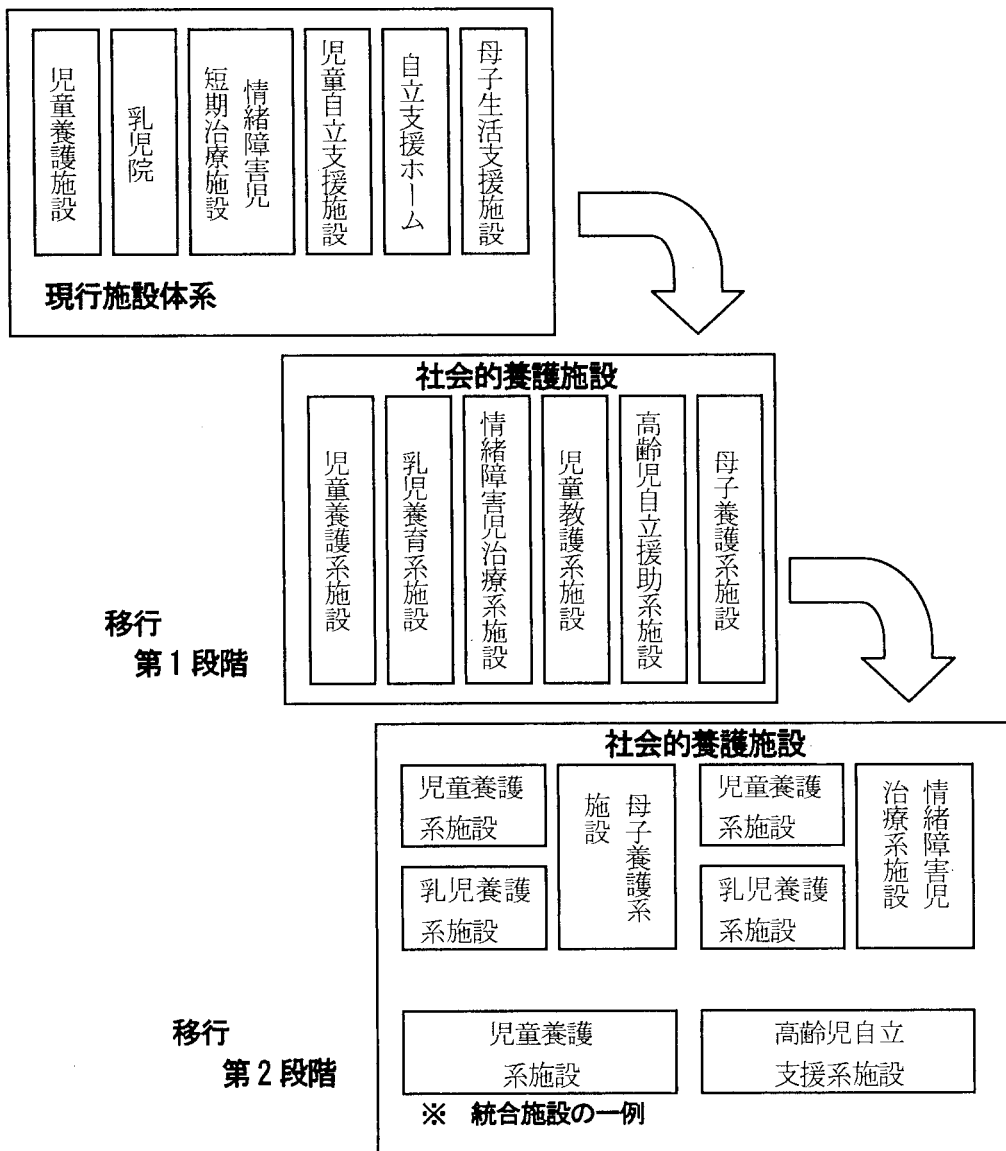 児童養護施設
乳児院
情緒障害児
短期治療施設
児童自立支援施設
自立支援ホーム
母子生活支援施設
現行施設体系
社会的養護施設
児童養護系施設
乳児養育系施設
情緒障害児治療系施設
児童教護系施設
高齢児自立援助系施設
母子養護系施設
移行
第1段階
社会的養護施設
児童養護
系施設
乳児養護
系施設
母子養護系
施設
児童養護
系施設
乳児養護
系施設
情緒障害児
治療系施設
移行
第2段階
児童養護
系施設
高齢児自立
支援系施設
※ 統合施設の一例